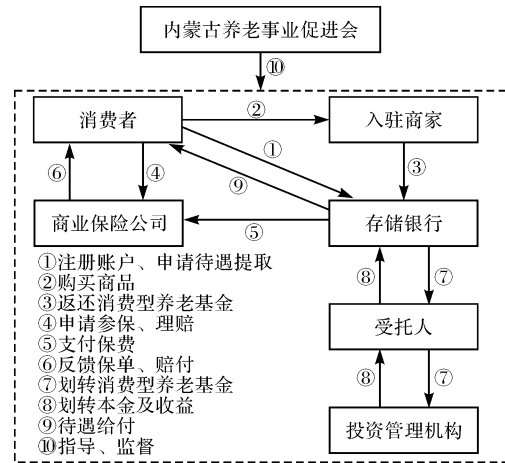 内蒙古养老事业促进会
⑩
消费者
②
入驻商家
①
⑥
④
⑨
③
商业保险公司
⑤
存储银行
①注册账户、申请待遇提取
②购买商品
③返还消费型养老基金
④申请参保、理赔
⑤支付保费
⑥反馈保单、赔付
⑦划转消费型养老基金
⑧划转本金及收益
⑨待遇给付
⑩指导、监督
⑧
⑦
受托人
⑧
⑦
投资管理机构